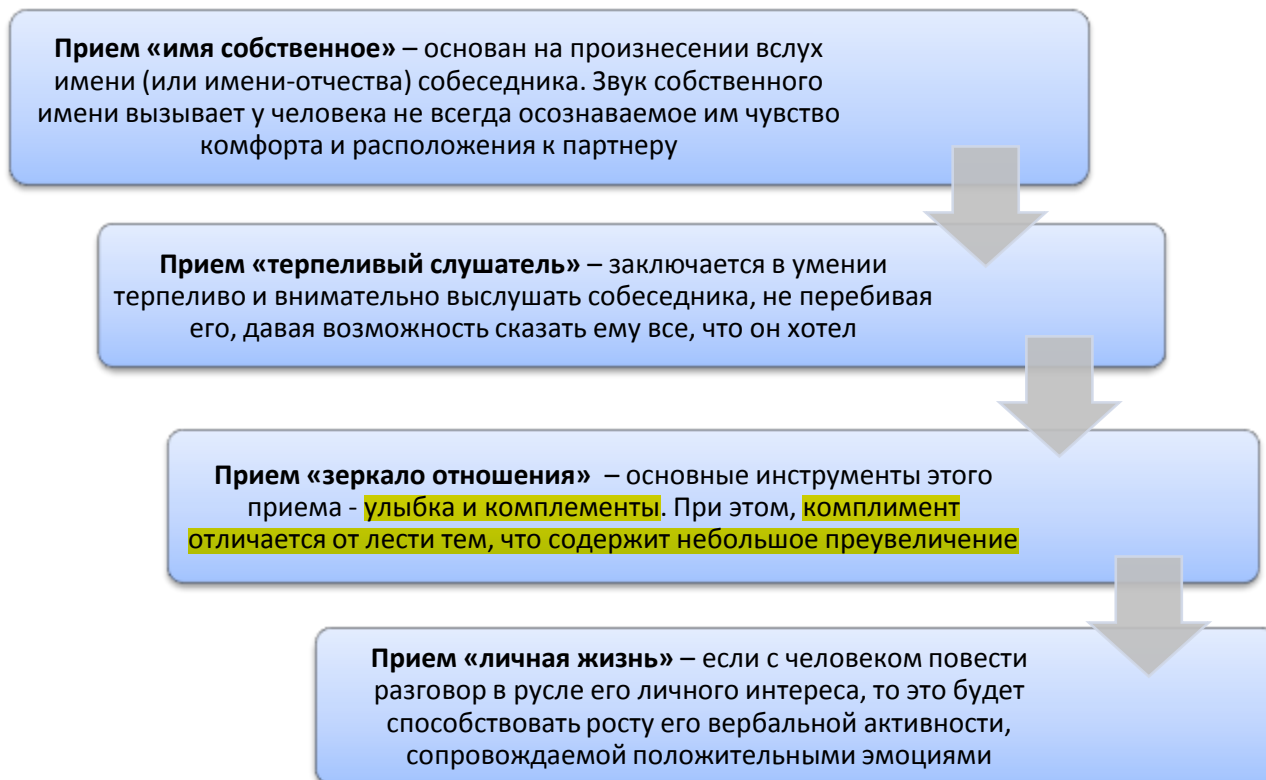 Прием «имя собственное» – основан на произнесении вслух
имени (или имени-отчества) собеседника. Звук собственного
имени вызывает у человека не всегда осознаваемое им чувство
комфорта и расположения к партнеру
Прием «терпеливый слушатель» – заключается в умении
терпеливо и внимательно выслушать собеседника, не перебивая
его, давая возможность сказать ему все, что он хотел
Прием «зеркало отношения» – основные инструменты этого
приема - улыбка и комплементы. При этом, комплимент
отличается от лести тем, что содержит небольшое преувеличение
Прием «личная жизнь» – если с человеком повести
разговор в русле его личного интереса, то это будет
способствовать росту его вербальной активности,
сопровождаемой положительными эмоциями